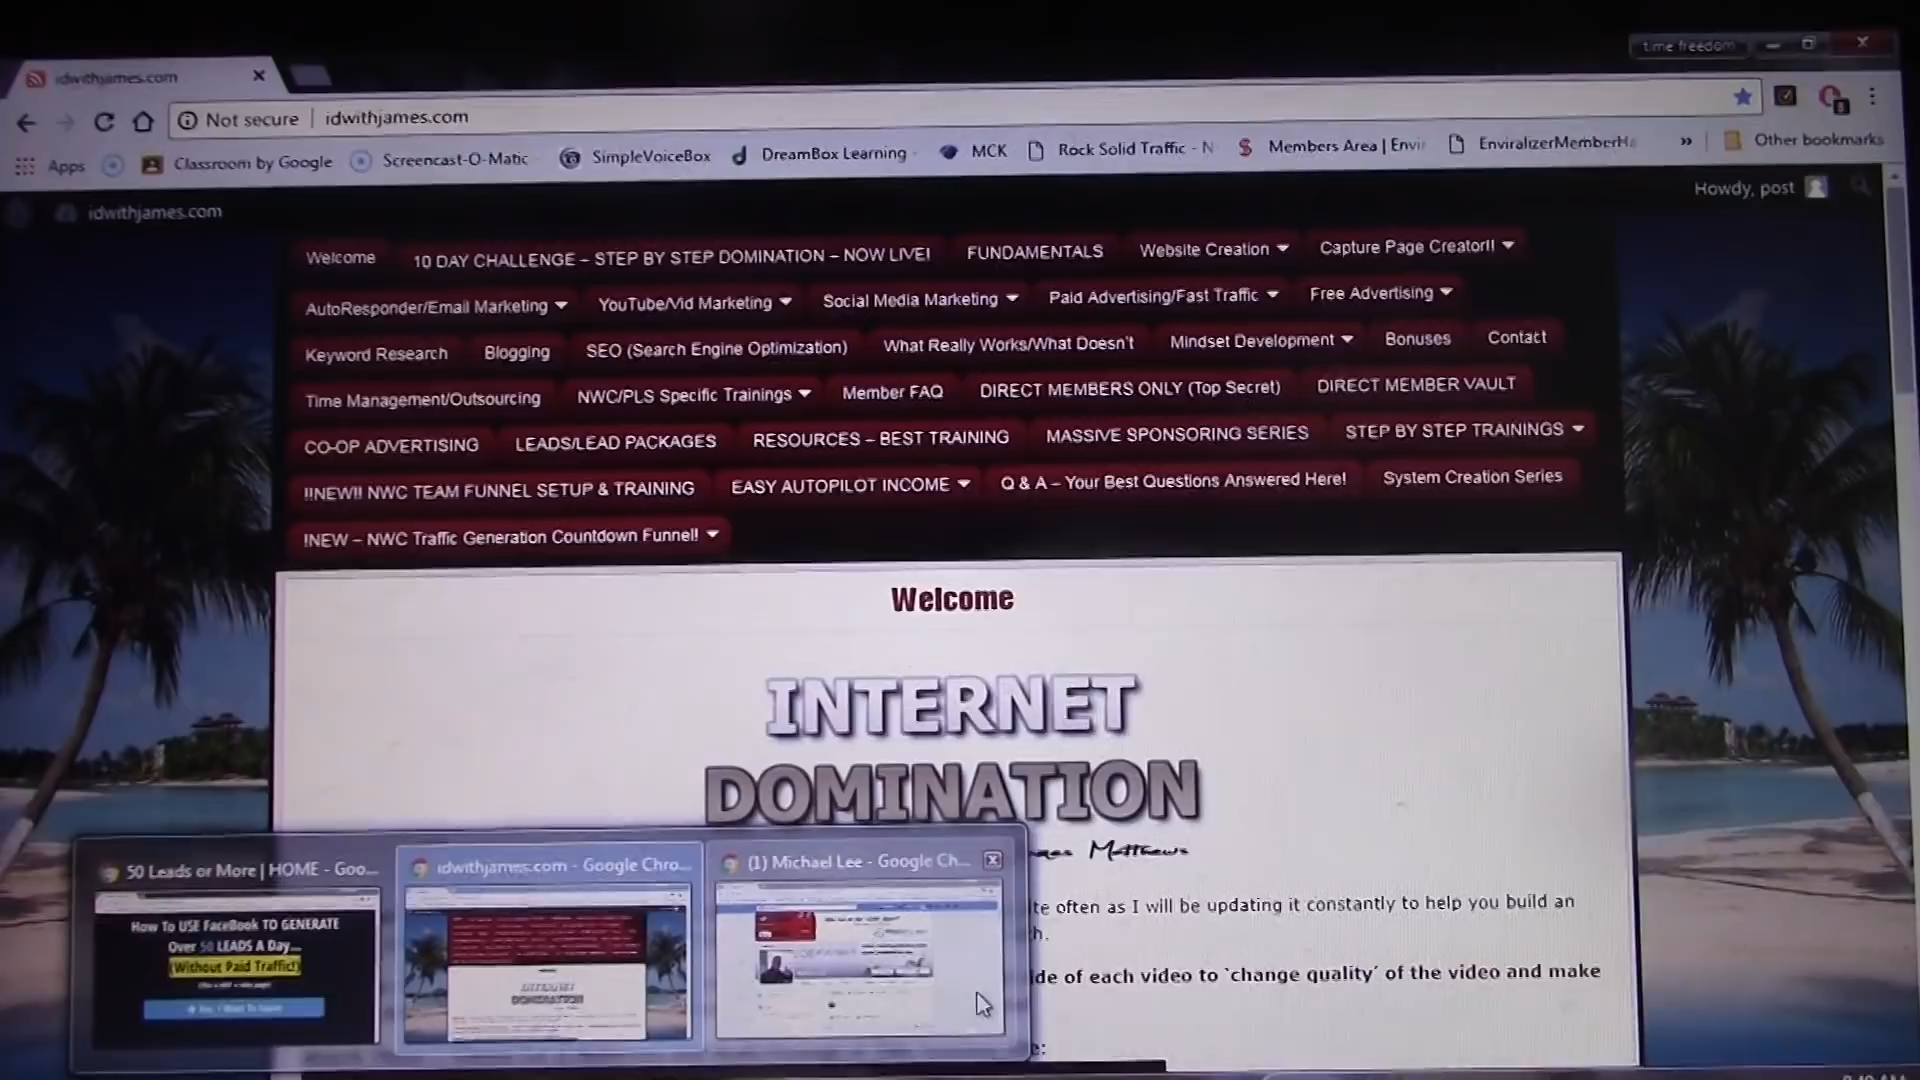 time freedom
idwithjames.com
Not secure | idwithjames.com
Apps Classroom by Google Screencast-O-Matic SimpleVoiceBox DreamBox Learning - MCK Rock Solid Traffic - N Members Area | Envir EnviralizerMemberHa » Other bookmarks
idwithjames.com Howdy, post
Welcome 10 DAY CHALLENGE – STEP BY STEP DOMINATION – NOW LIVE! FUNDAMENTALS Website Creation Capture Page Creator!!
AutoResponder/Email Marketing YouTube/Vid Marketing Social Media Marketing Paid Advertising/Fast Traffic Free Advertising
Keyword Research Blogging SEO (Search Engine Optimization) What Really Works/What Doesn't Mindset Development Bonuses Contact
Time Management/Outsourcing NWC/PLS Specific Trainings Member FAQ DIRECT MEMBERS ONLY (Top Secret) DIRECT MEMBER VAULT
CO-OP ADVERTISING LEADS/LEAD PACKAGES RESOURCES – BEST TRAINING MASSIVE SPONSORING SERIES STEP BY STEP TRAININGS
!!NEW!! NWC TEAM FUNNEL SETUP & TRAINING EASY AUTOPILOT INCOME Q & A – Your Best Questions Answered Here! System Creation Series
!NEW – NWC Traffic Generation Countdown Funnel!
Welcome
INTERNET
DOMINATION
Matthews
50 Leads or More | HOME - Goo... idwithjames.com - Google Chro... (1) Michael Lee - Google Ch...
te often as I will be updating it constantly to help you build an
h.
de of each video to 'change quality' of the video and make
e:
How To USE FaceBook TO GENERATE
Over 50 LEADS A Day...
(Without Paid Traffic!)
INTERNET
DOMINATION